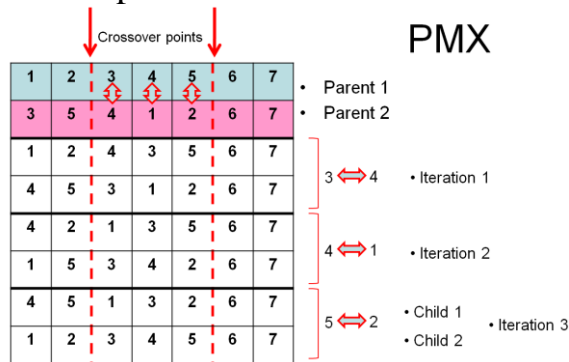 Crossover points
PMX
1 2 3 4 5 6 7
• Parent 1
3 5 4 1 2 6 7
• Parent 2
1 2 4 3 5 6 7
4 5 3 1 2 6 7
3 4 • Iteration 1
4 2 1 3 5 6 7
1 5 3 4 2 6 7
4 1 • Iteration 2
4 5 1 3 2 6 7
1 2 3 4 5 6 7
5 2
• Child 1
• Child 2
• Iteration 3